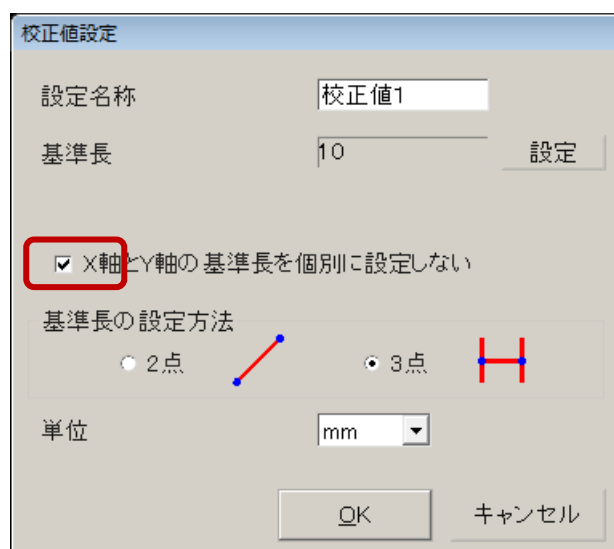 校正値設定
設定名称 校正値1
基準長 10 設定
X軸とY軸の基準長を個別に設定しない
基準長の設定方法
2点 3点
単位 mm
OK キャンセル